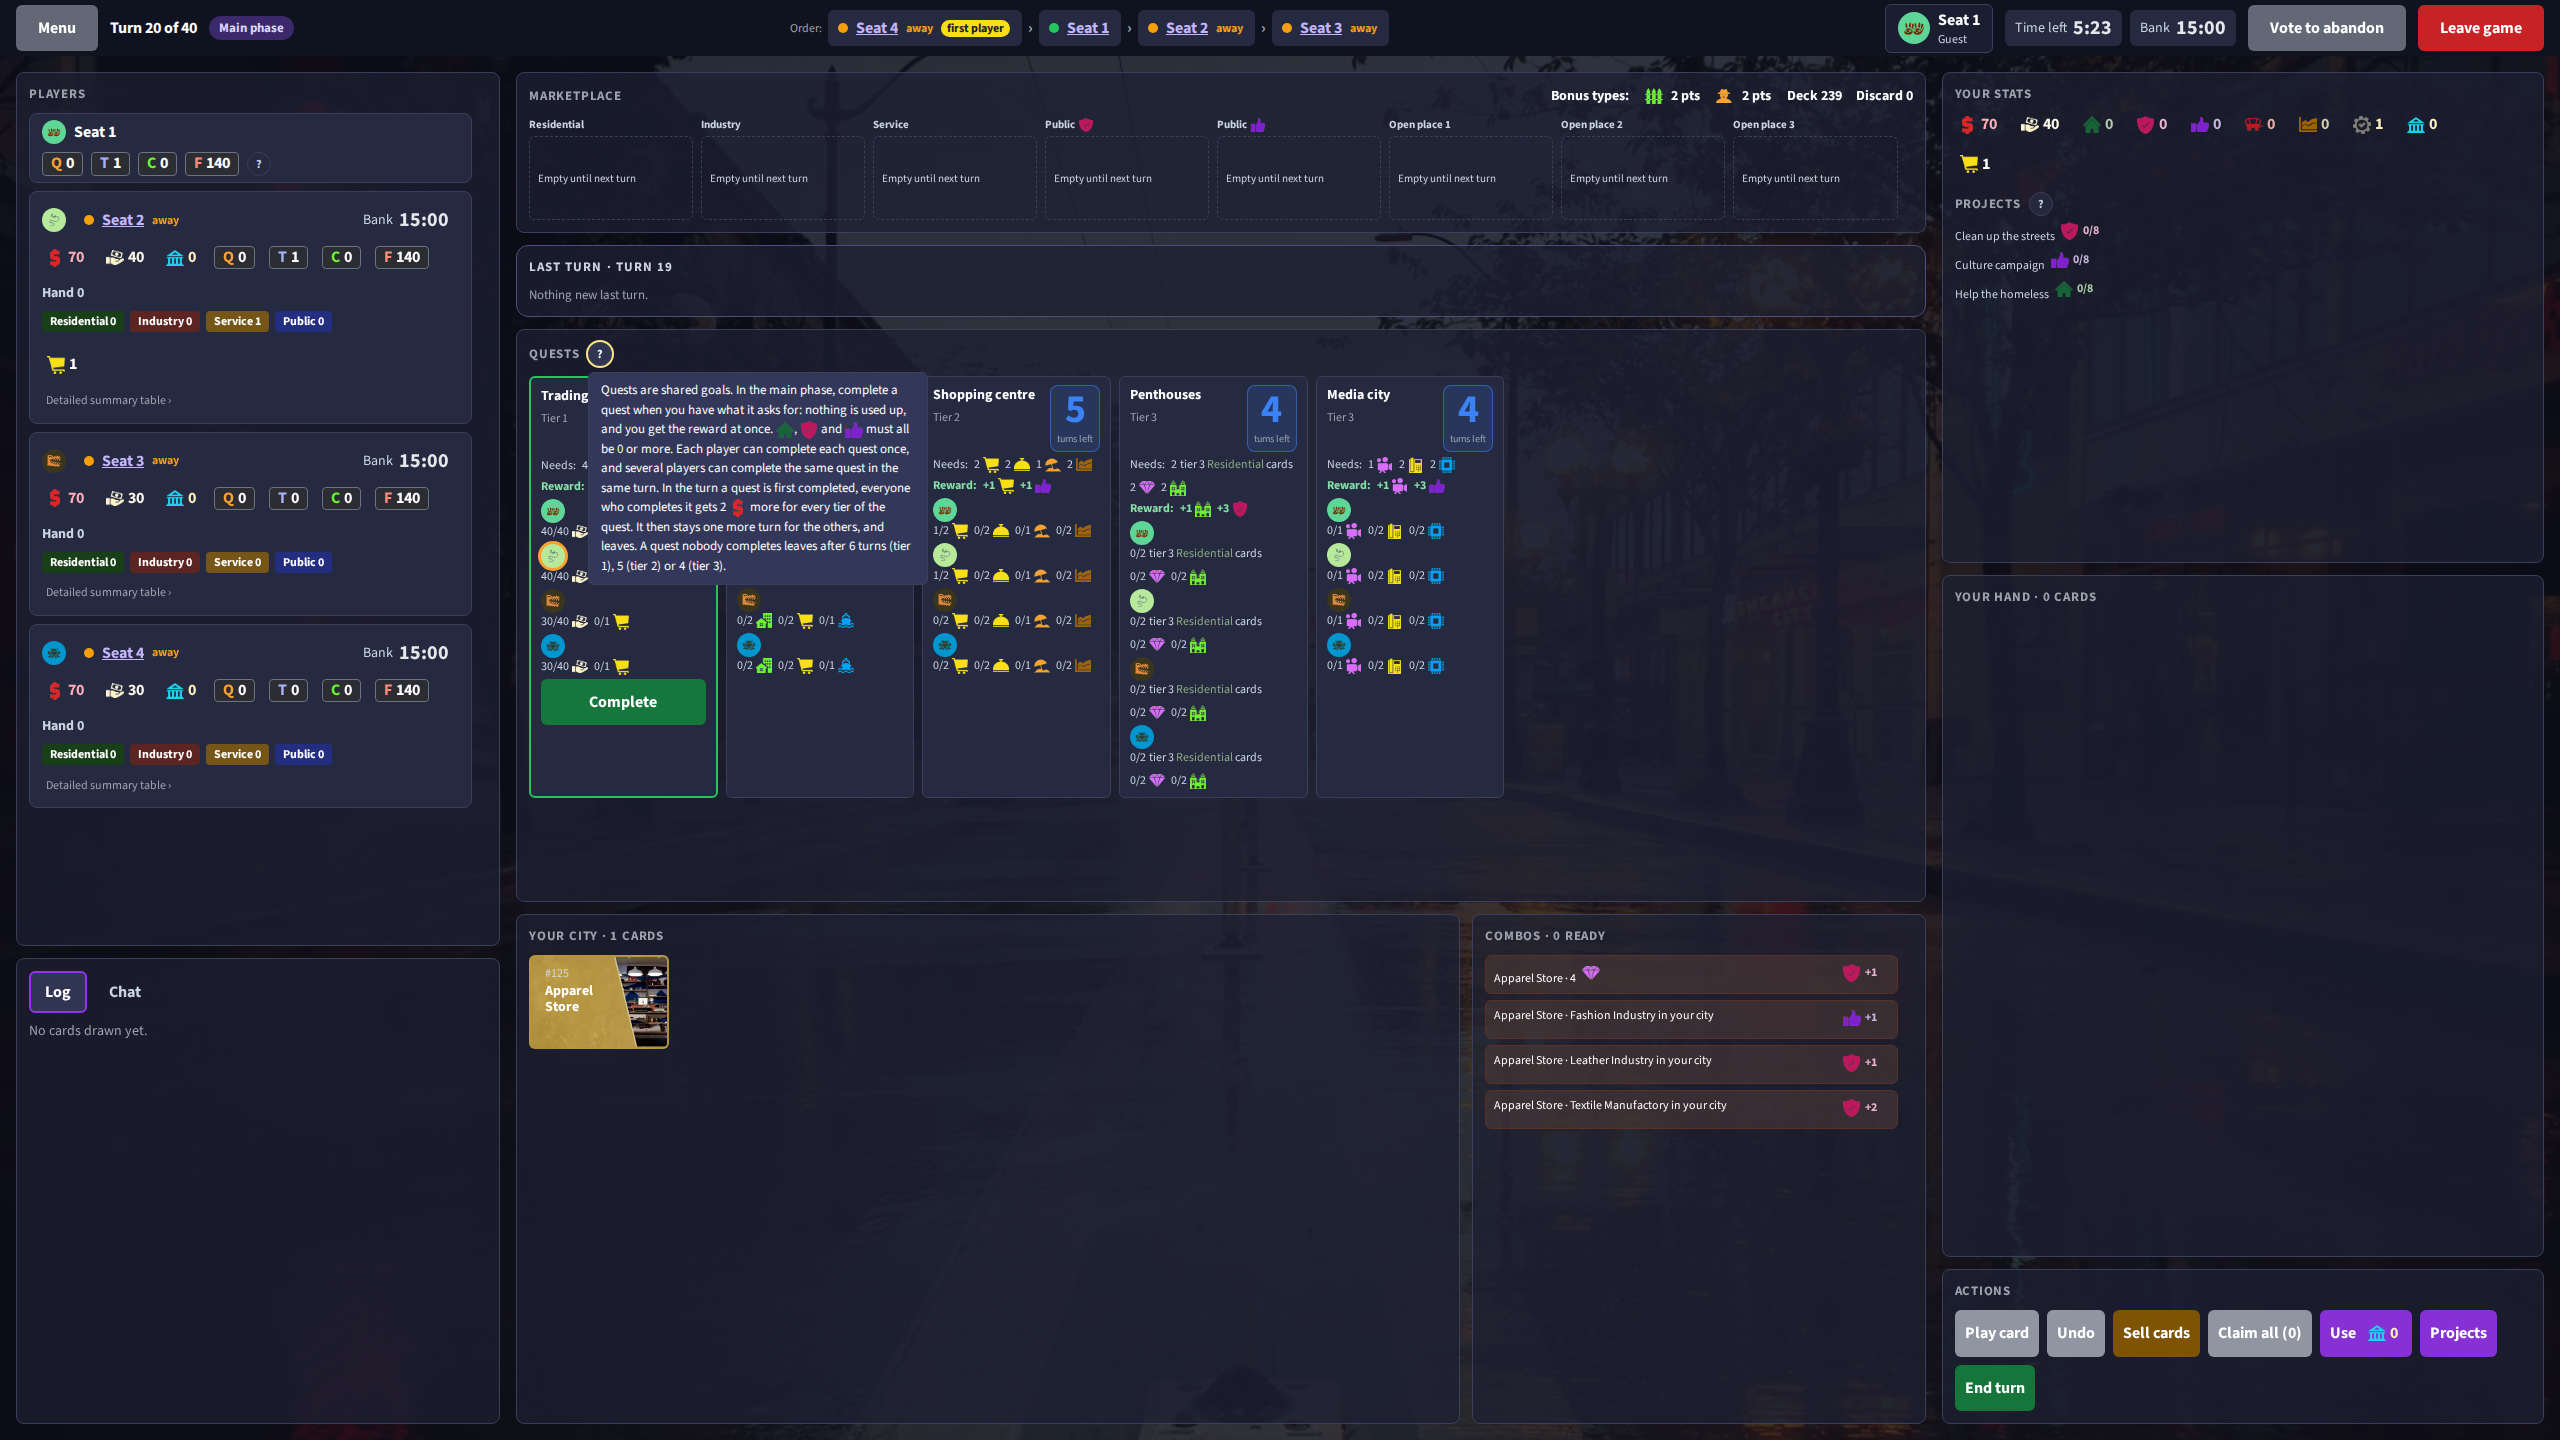 Menu
Turn 20 of 40
Main phase
Order:
Seat 4 away first player
›
Seat 1
›
Seat 2 away
›
Seat 3 away
Seat 1
Guest
Time left 5:23
Bank 15:00
Vote to abandon
Leave game
PLAYERS
Seat 1
Q 0
T 1
C 0
F 140
?
Seat 2 away
Bank 15:00
70
40
0
Q 0
T 1
C 0
F 140
Hand 0
Residential 0
Industry 0
Service 1
Public 0
1
Detailed summary table ›
Seat 3 away
Bank 15:00
70
30
0
Q 0
T 0
C 0
F 140
Hand 0
Residential 0
Industry 0
Service 0
Public 0
Detailed summary table ›
Seat 4 away
Bank 15:00
70
30
0
Q 0
T 0
C 0
F 140
Hand 0
Residential 0
Industry 0
Service 0
Public 0
Detailed summary table ›
Log
Chat
No cards drawn yet.
MARKETPLACE
Bonus types: 2 pts 2 pts Deck 239 Discard 0
Residential
Industry
Service
Public
Public
Open place 1
Open place 2
Open place 3
Empty until next turn
Empty until next turn
Empty until next turn
Empty until next turn
Empty until next turn
Empty until next turn
Empty until next turn
Empty until next turn
LAST TURN · TURN 19
Nothing new last turn.
QUESTS ?
Quests are shared goals. In the main phase, complete a
quest when you have what it asks for: nothing is used up,
and you get the reward at once. , and must all
be 0 or more. Each player can complete each quest once,
and several players can complete the same quest in the
same turn. In the turn a quest is first completed, everyone
who completes it gets 2 more for every tier of the
quest. It then stays one more turn for the others, and
leaves. A quest nobody completes leaves after 6 turns (tier
1), 5 (tier 2) or 4 (tier 3).
Trading
Tier 1
Needs: 4
Reward:
40/40
40/40
30/40 0/1
30/40 0/1
Complete
0/2 0/2 0/1
0/2 0/2 0/1
Shopping centre
Tier 2
5
turns left
Needs: 2 2 1 2
Reward: +1 +1
1/2 0/2 0/1 0/2
1/2 0/2 0/1 0/2
0/2 0/2 0/1 0/2
0/2 0/2 0/1 0/2
Penthouses
Tier 3
4
turns left
Needs: 2 tier 3 Residential cards
2 2
Reward: +1 +3
0/2 tier 3 Residential cards
0/2 0/2
0/2 tier 3 Residential cards
0/2 0/2
0/2 tier 3 Residential cards
0/2 0/2
0/2 tier 3 Residential cards
0/2 0/2
Media city
Tier 3
4
turns left
Needs: 1 2 2
Reward: +1 +3
0/1 0/2 0/2
0/1 0/2 0/2
0/1 0/2 0/2
0/1 0/2 0/2
YOUR CITY · 1 CARDS
#125
Apparel
Store
COMBOS · 0 READY
Apparel Store · 4 +1
Apparel Store · Fashion Industry in your city +1
Apparel Store · Leather Industry in your city +1
Apparel Store · Textile Manufactory in your city +2
YOUR STATS
70 40 0 0 0 0 0 1 0
1
PROJECTS ?
Clean up the streets 0/8
Culture campaign 0/8
Help the homeless 0/8
YOUR HAND · 0 CARDS
ACTIONS
Play card
Undo
Sell cards
Claim all (0)
Use 0
Projects
End turn